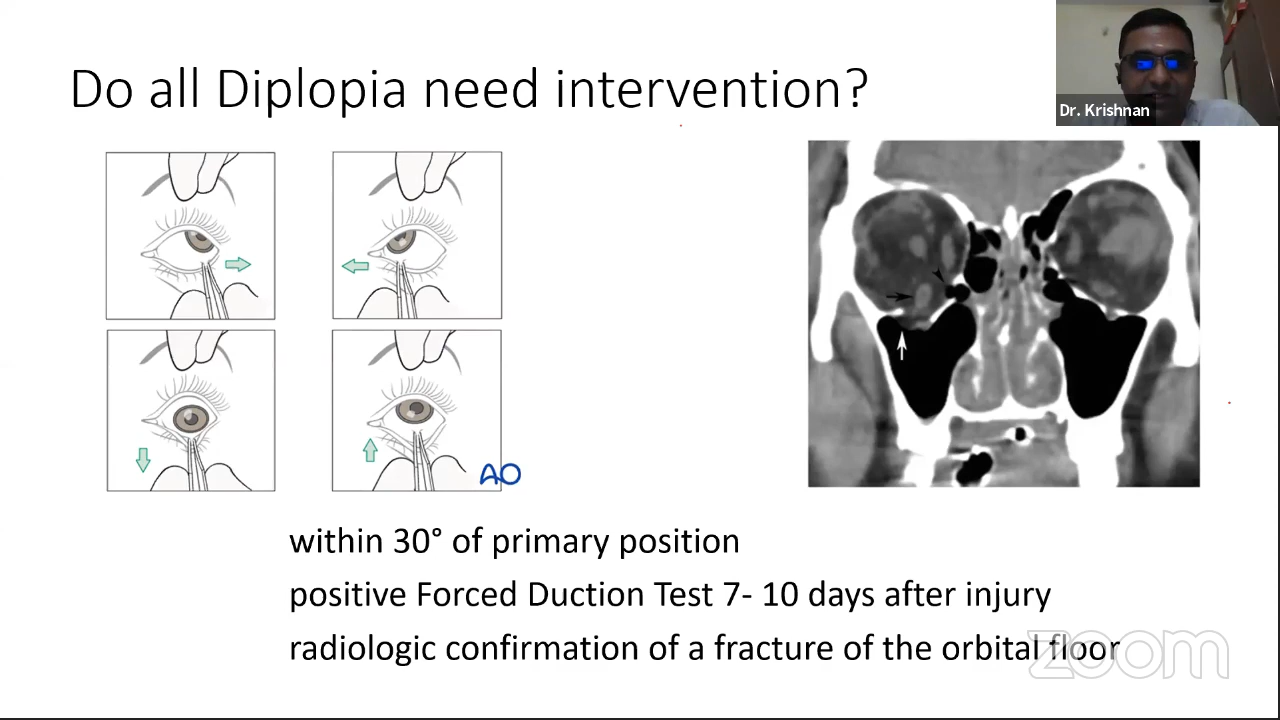 Do all Diplopia need intervention?
Dr. Krishnan
AO
within 30° of primary position
positive Forced Duction Test 7- 10 days after injury
radiologic confirmation of a fracture of the orbital floor
zoom